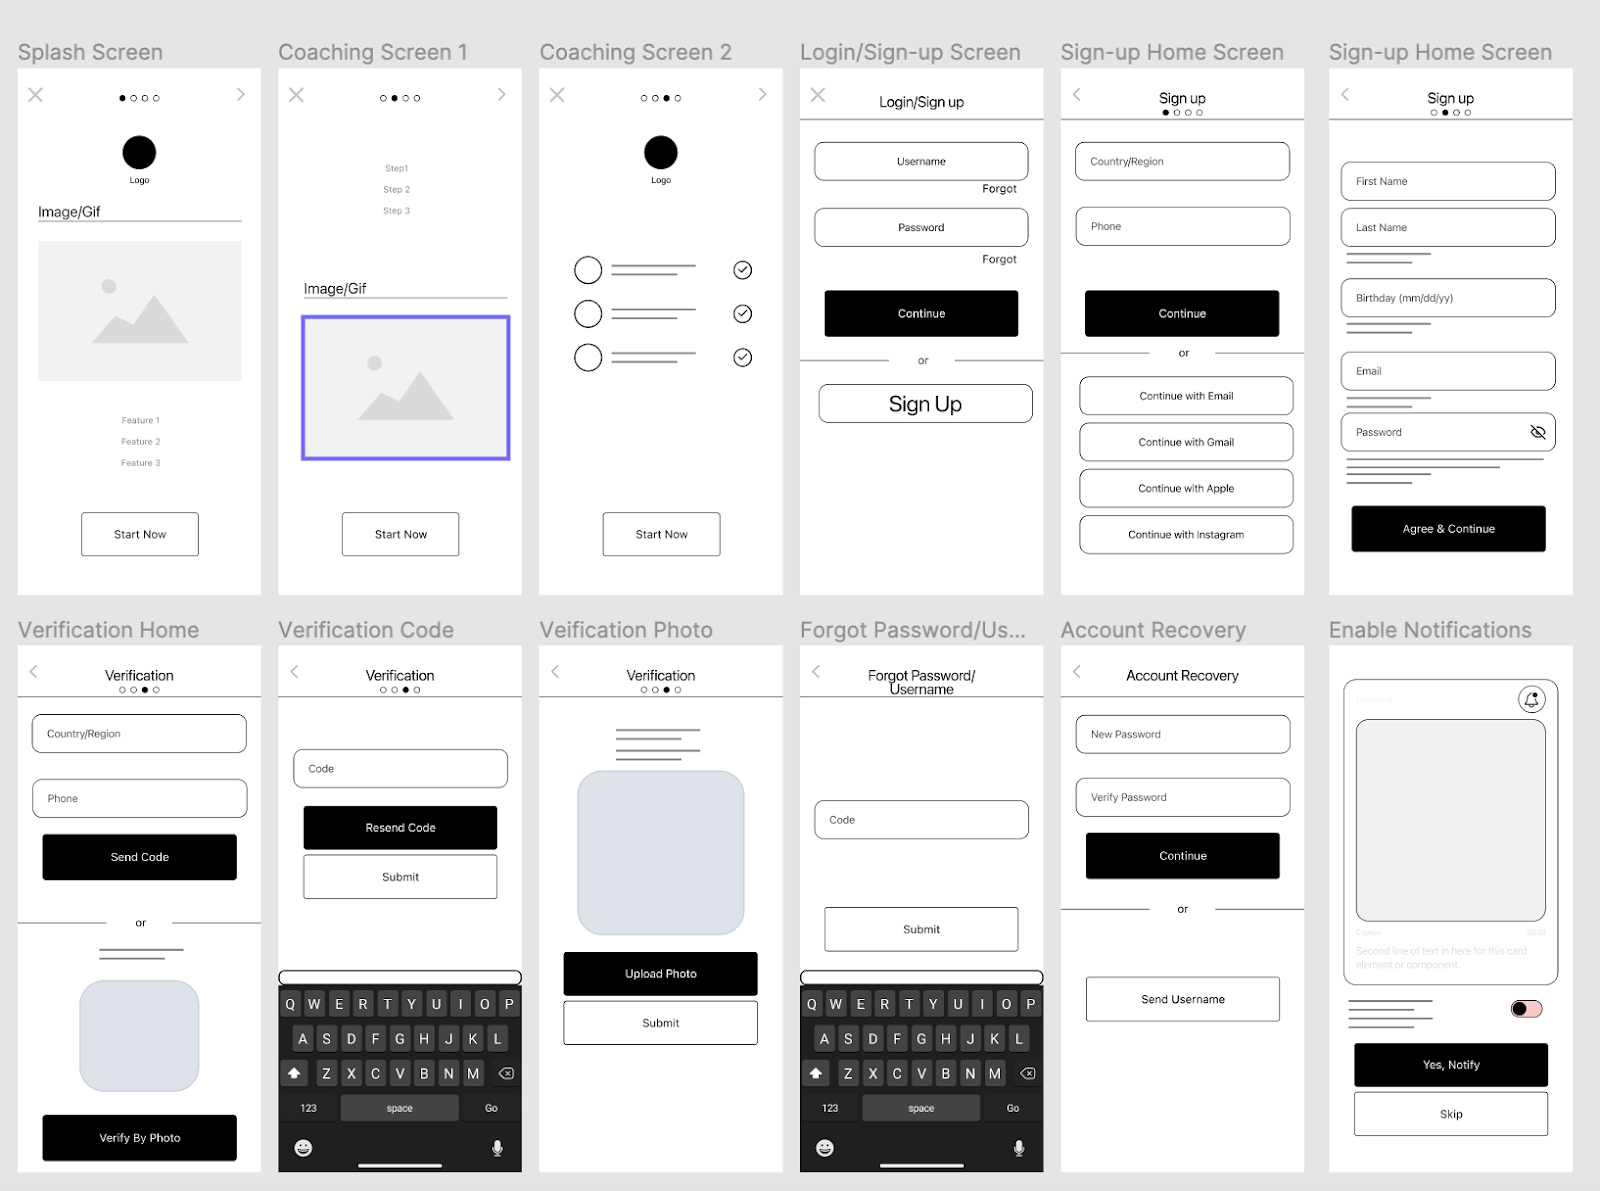 Splash Screen
Logo
Image/Gif
Feature 1
Feature 2
Feature 3
Start Now
Coaching Screen 1
Step1
Step 2
Step 3
Image/Gif
Start Now
Coaching Screen 2
Logo
Start Now
Login/Sign-up Screen
Login/Sign up
Username
Forgot
Password
Forgot
Continue
or
Sign Up
Sign-up Home Screen
Sign up
Country/Region
Phone
Continue
or
Continue with Email
Continue with Gmail
Continue with Apple
Continue with Instagram
Sign-up Home Screen
Sign up
First Name
Last Name
Birthday (mm/dd/yy)
Email
Password
Agree & Continue
Verification Home
Verification
Country/Region
Phone
Send Code
or
Verify By Photo
Verification Code
Verification
Code
Resend Code
Submit
Q W E R T Y U I O P
A S D F G H J K L
Z X C V B N M
123 space Go
Veification Photo
Verification
Upload Photo
Submit
Forgot Password/Us...
Forgot Password/
Username
Code
Submit
Q W E R T Y U I O P
A S D F G H J K L
Z X C V B N M
123 space Go
Account Recovery
Account Recovery
New Password
Verify Password
Continue
or
Send Username
Enable Notifications
Headline
Caption
Second line of text in here for this card
element or component.
Yes, Notify
Skip